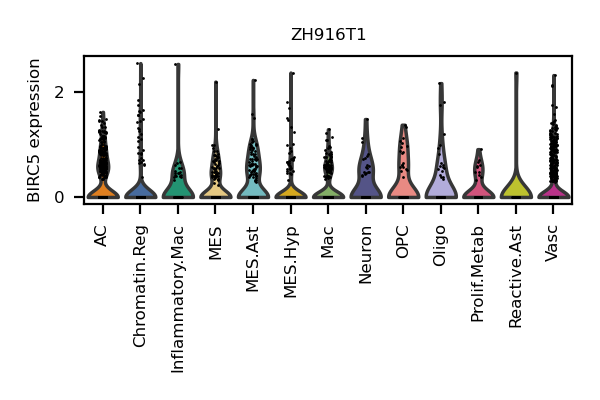 ZH916T1
BIRC5 expression
2
0
AC
Chromatin.Reg
Inflammatory.Mac
MES
MES.Ast
MES.Hyp
Mac
Neuron
OPC
Oligo
Prolif.Metab
Reactive.Ast
Vasc